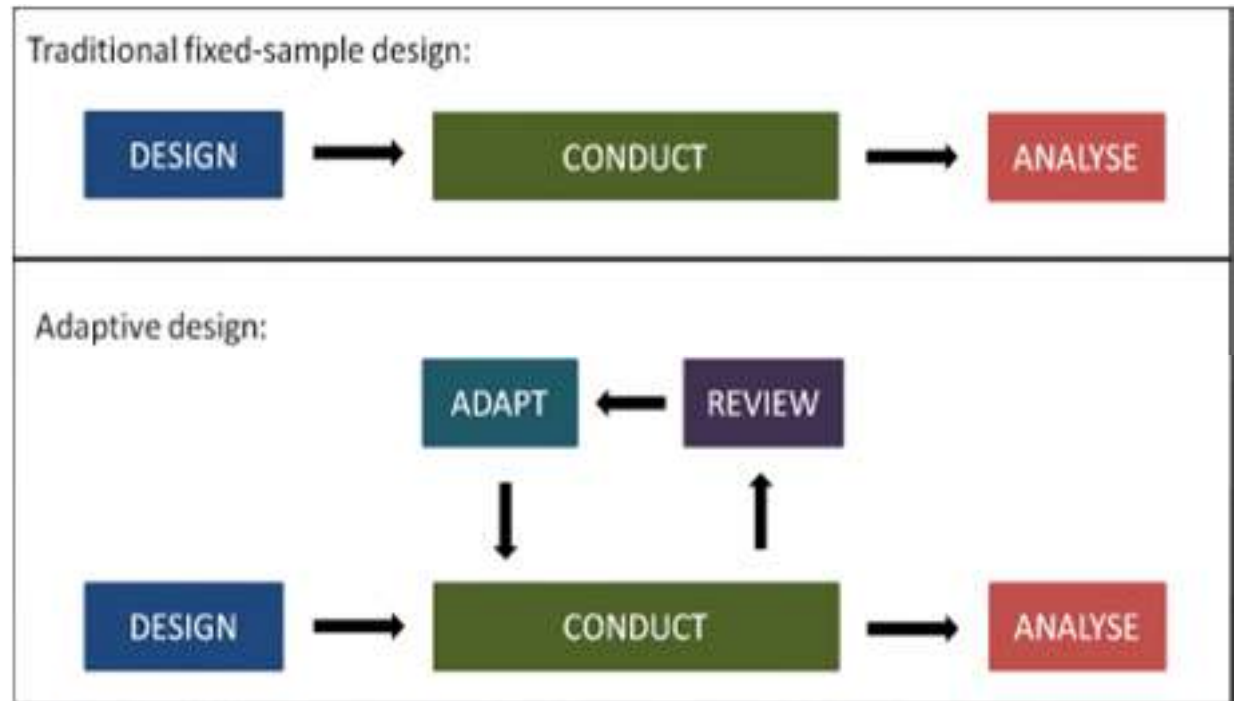 Traditional fixed-sample design:
DESIGN
CONDUCT
ANALYSE
Adaptive design:
ADAPT
REVIEW
DESIGN
CONDUCT
ANALYSE